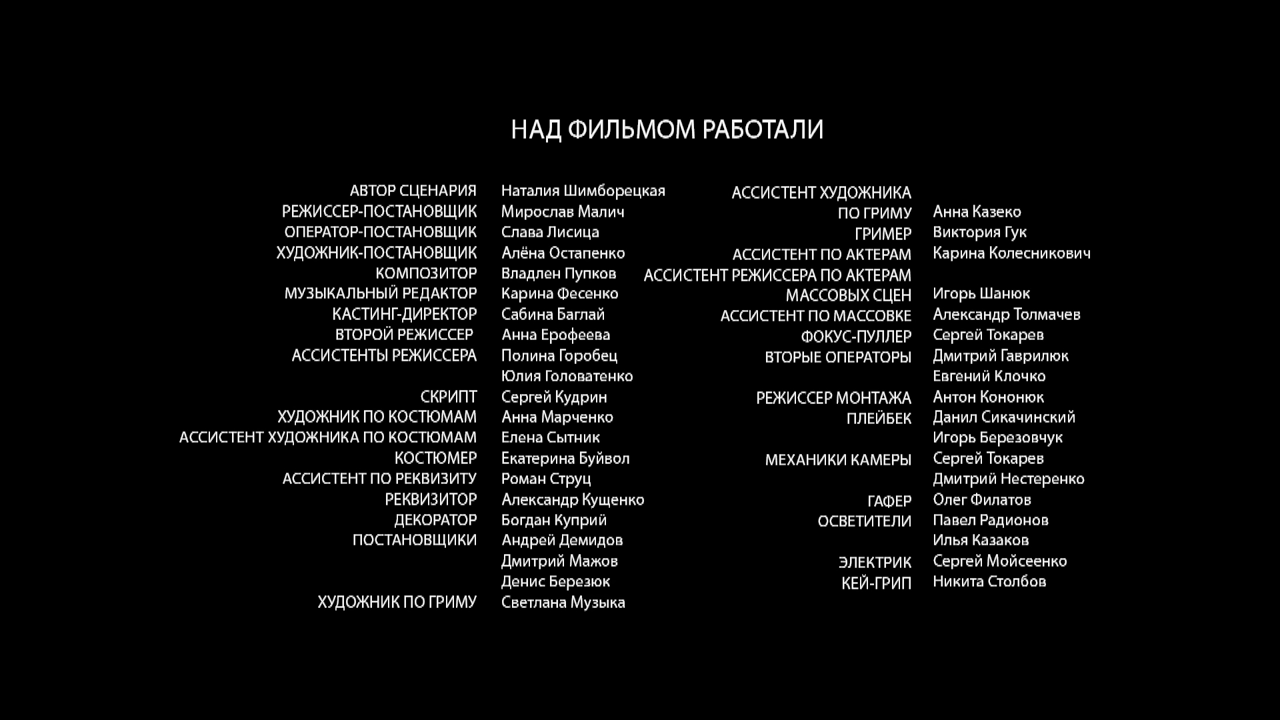 НАД ФИЛЬМОМ РАБОТАЛИ
АВТОР СЦЕНАРИЯ Наталия Шимборецкая
РЕЖИССЕР-ПОСТАНОВЩИК Мирослав Малич
ОПЕРАТОР-ПОСТАНОВЩИК Слава Лисица
ХУДОЖНИК-ПОСТАНОВЩИК Алёна Остапенко
КОМПОЗИТОР Владлен Пупков
МУЗЫКАЛЬНЫЙ РЕДАКТОР Карина Фесенко
КАСТИНГ-ДИРЕКТОР Сабина Баглай
ВТОРОЙ РЕЖИССЕР Анна Ерофеева
АССИСТЕНТЫ РЕЖИССЕРА Полина Горобец
Юлия Головатенко
СКРИПТ Сергей Кудрин
ХУДОЖНИК ПО КОСТЮМАМ Анна Марченко
АССИСТЕНТ ХУДОЖНИКА ПО КОСТЮМАМ Елена Сытник
КОСТЮМЕР Екатерина Буйвол
АССИСТЕНТ ПО РЕКВИЗИТУ Роман Струц
РЕКВИЗИТОР Александр Кущенко
ДЕКОРАТОР Богдан Куприй
ПОСТАНОВЩИКИ Андрей Демидов
Дмитрий Мажов
Денис Березюк
ХУДОЖНИК ПО ГРИМУ Светлана Музыка
АССИСТЕНТ ХУДОЖНИКА
ПО ГРИМУ Анна Казеко
ГРИМЕР Виктория Гук
АССИСТЕНТ ПО АКТЕРАМ Карина Колесникович
АССИСТЕНТ РЕЖИССЕРА ПО АКТЕРАМ
МАССОВЫХ СЦЕН Игорь Шанюк
АССИСТЕНТ ПО МАССОВКЕ Александр Толмачев
ФОКУС-ПУЛЛЕР Сергей Токарев
ВТОРЫЕ ОПЕРАТОРЫ Дмитрий Гаврилюк
Евгений Клочко
РЕЖИССЕР МОНТАЖА Антон Кононюк
ПЛЕЙБЕК Данил Сикачинский
Игорь Березовчук
МЕХАНИКИ КАМЕРЫ Сергей Токарев
Дмитрий Нестеренко
ГАФЕР Олег Филатов
ОСВЕТИТЕЛИ Павел Радионов
Илья Казаков
ЭЛЕКТРИК Сергей Мойсеенко
КЕЙ-ГРИП Никита Столбов